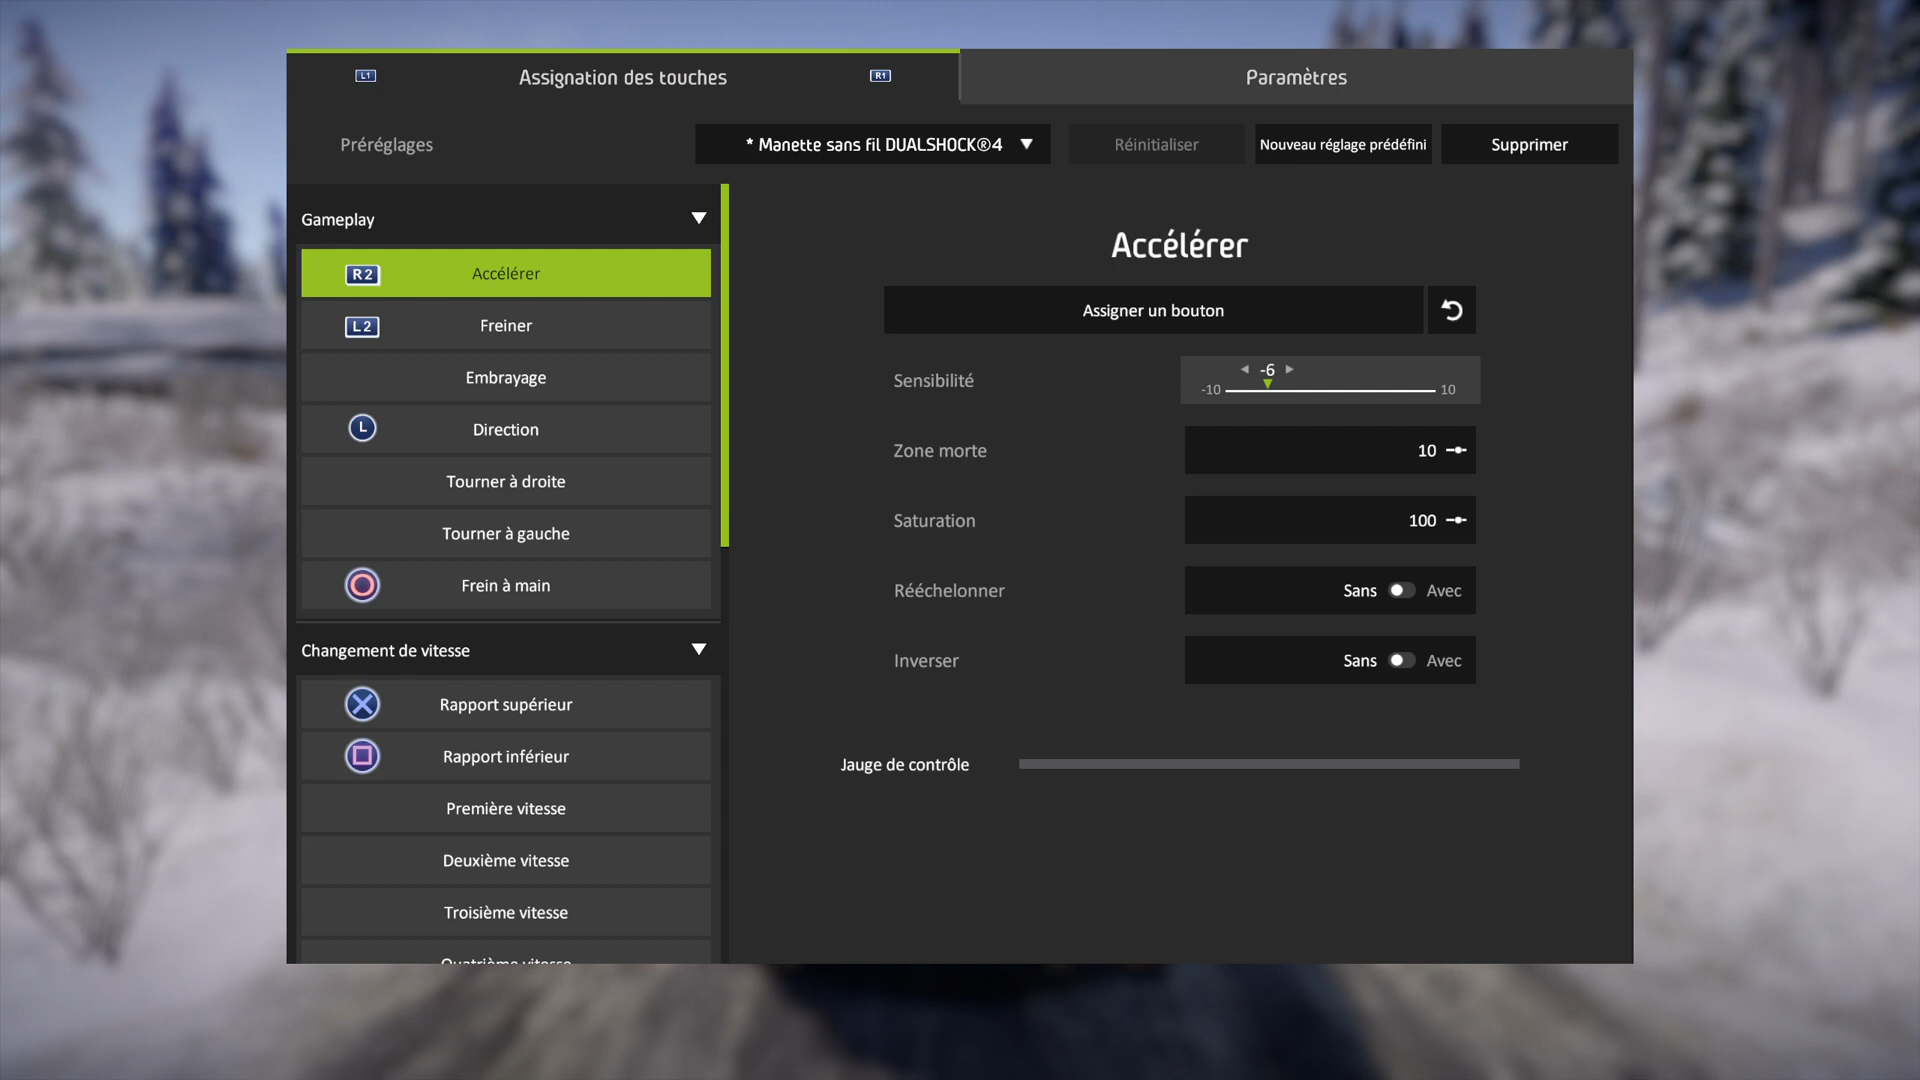 L1
Assignation des touches
R1
Paramètres
Préréglages
* Manette sans fil DUALSHOCK®4
Réinitialiser
Nouveau réglage prédéfini
Supprimer
Gameplay
R2
Accélérer
L2
Freiner
Embrayage
L
Direction
Tourner à droite
Tourner à gauche
Frein à main
Changement de vitesse
Rapport supérieur
Rapport inférieur
Première vitesse
Deuxième vitesse
Troisième vitesse
Quatrième vitesse
Accélérer
Assigner un bouton
Sensibilité
-6
-10
10
Zone morte
10
Saturation
100
Rééchelonner
Sans
Avec
Inverser
Sans
Avec
Jauge de contrôle